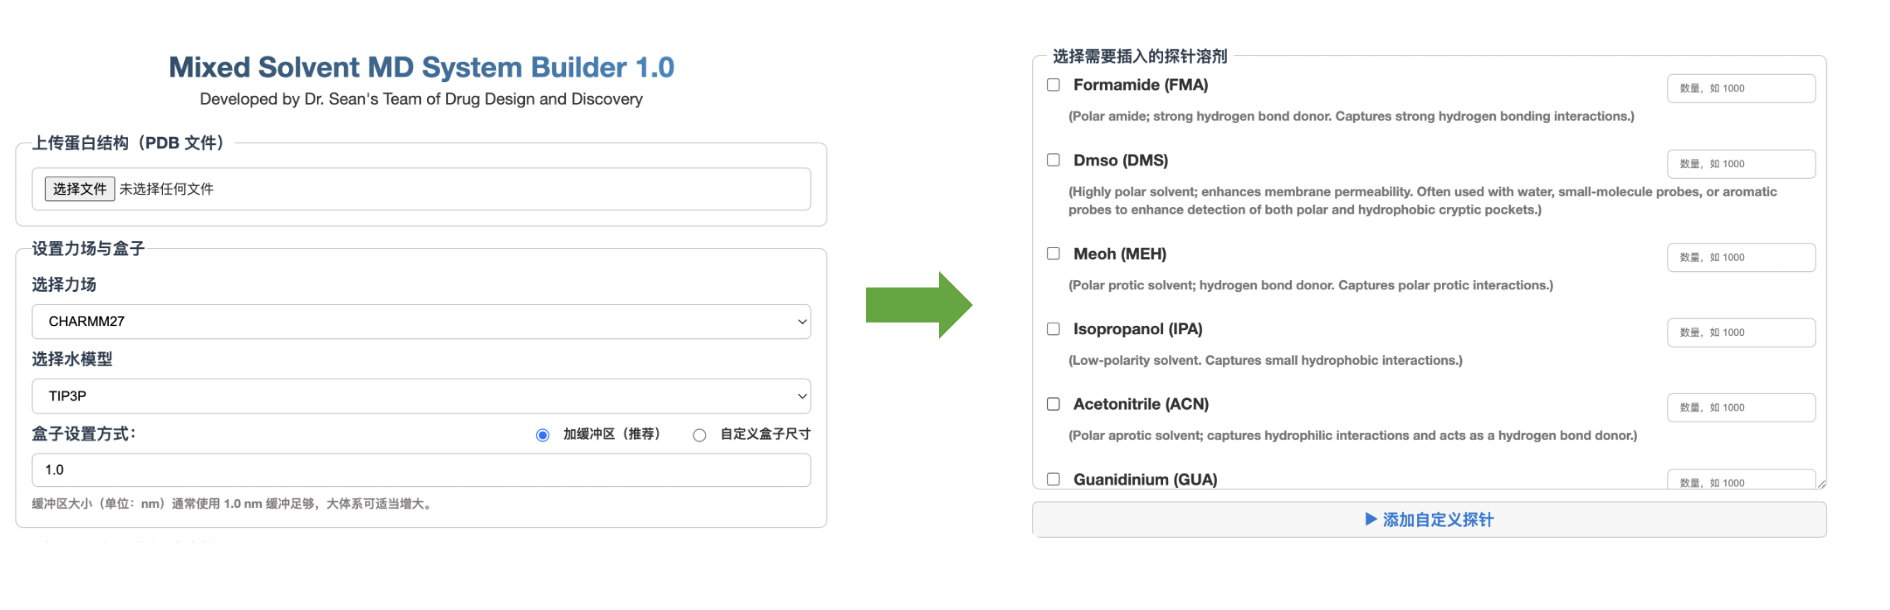 Mixed Solvent MD System Builder 1.0
Developed by Dr. Sean's Team of Drug Design and Discovery
上传蛋白结构（PDB 文件）
选择文件 未选择任何文件
设置力场与盒子
选择力场
CHARMM27
选择水模型
TIP3P
盒子设置方式： 加缓冲区（推荐） 自定义盒子尺寸
1.0
缓冲区大小（单位：nm）通常使用 1.0 nm 缓冲足够，大体系可适当增大。
选择需要插入的探针溶剂
Formamide (FMA) 数量，如 1000
(Polar amide; strong hydrogen bond donor. Captures strong hydrogen bonding interactions.)
Dmso (DMS) 数量，如 1000
(Highly polar solvent; enhances membrane permeability. Often used with water, small-molecule probes, or aromatic
probes to enhance detection of both polar and hydrophobic cryptic pockets.)
Meoh (MEH) 数量，如 1000
(Polar protic solvent; hydrogen bond donor. Captures polar protic interactions.)
Isopropanol (IPA) 数量，如 1000
(Low-polarity solvent. Captures small hydrophobic interactions.)
Acetonitrile (ACN) 数量，如 1000
(Polar aprotic solvent; captures hydrophilic interactions and acts as a hydrogen bond donor.)
Guanidinium (GUA) 数量，如 1000
▶ 添加自定义探针